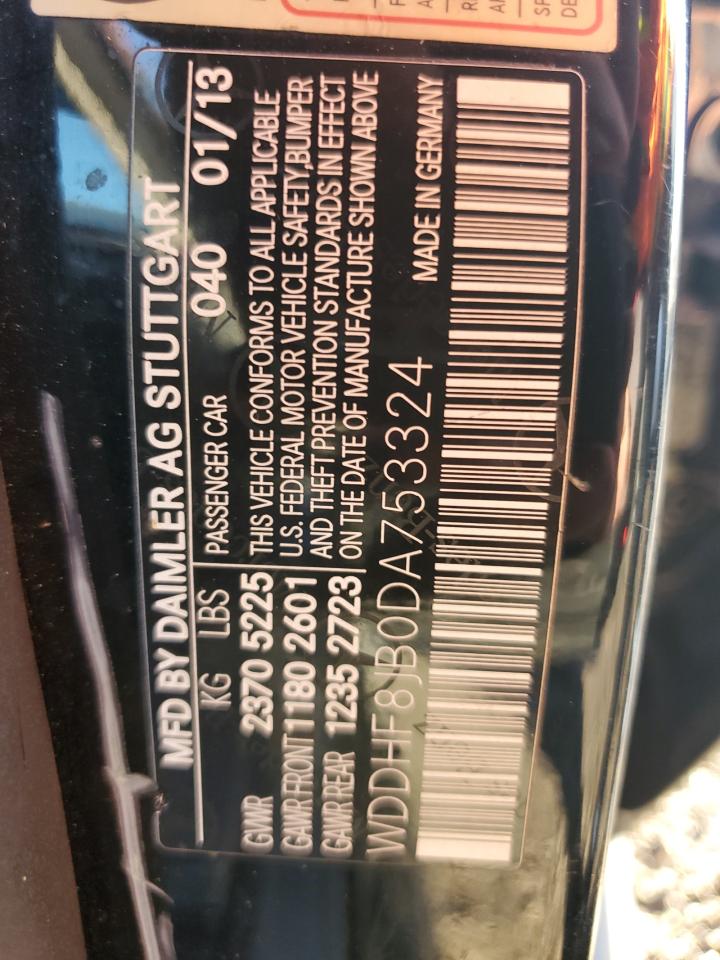 MFD BY DAIMLER AG STUTTGART
KG LBS PASSENGER CAR 040 01/13
GVWR 2370 5225
GAWR FRONT 1180 2601
GAWR REAR 1235 2723
THIS VEHICLE CONFORMS TO ALL APPLICABLE
U.S. FEDERAL MOTOR VEHICLE SAFETY,BUMPER
AND THEFT PREVENTION STANDARDS IN EFFECT
ON THE DATE OF MANUFACTURE SHOWN ABOVE
WDDHF8JB0DA753324 MADE IN GERMANY